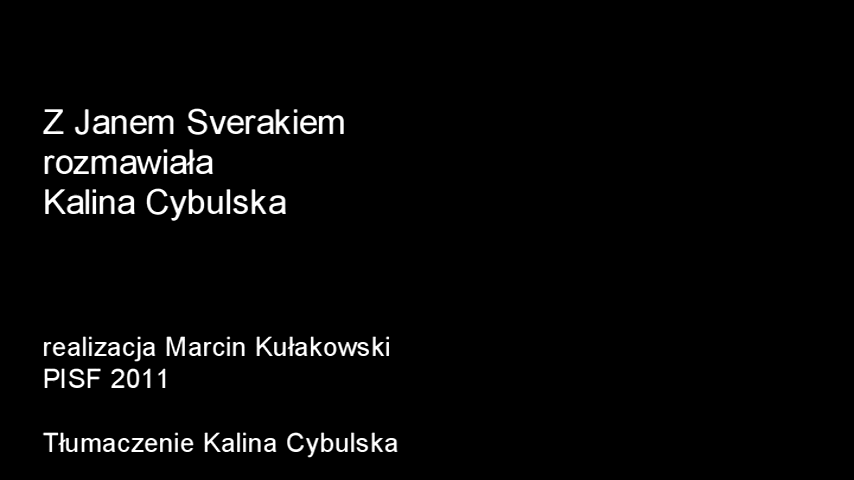 Z Janem Sverakiem
rozmawiała
Kalina Cybulska
realizacja Marcin Kułakowski
PISF 2011
Tłumaczenie Kalina Cybulska